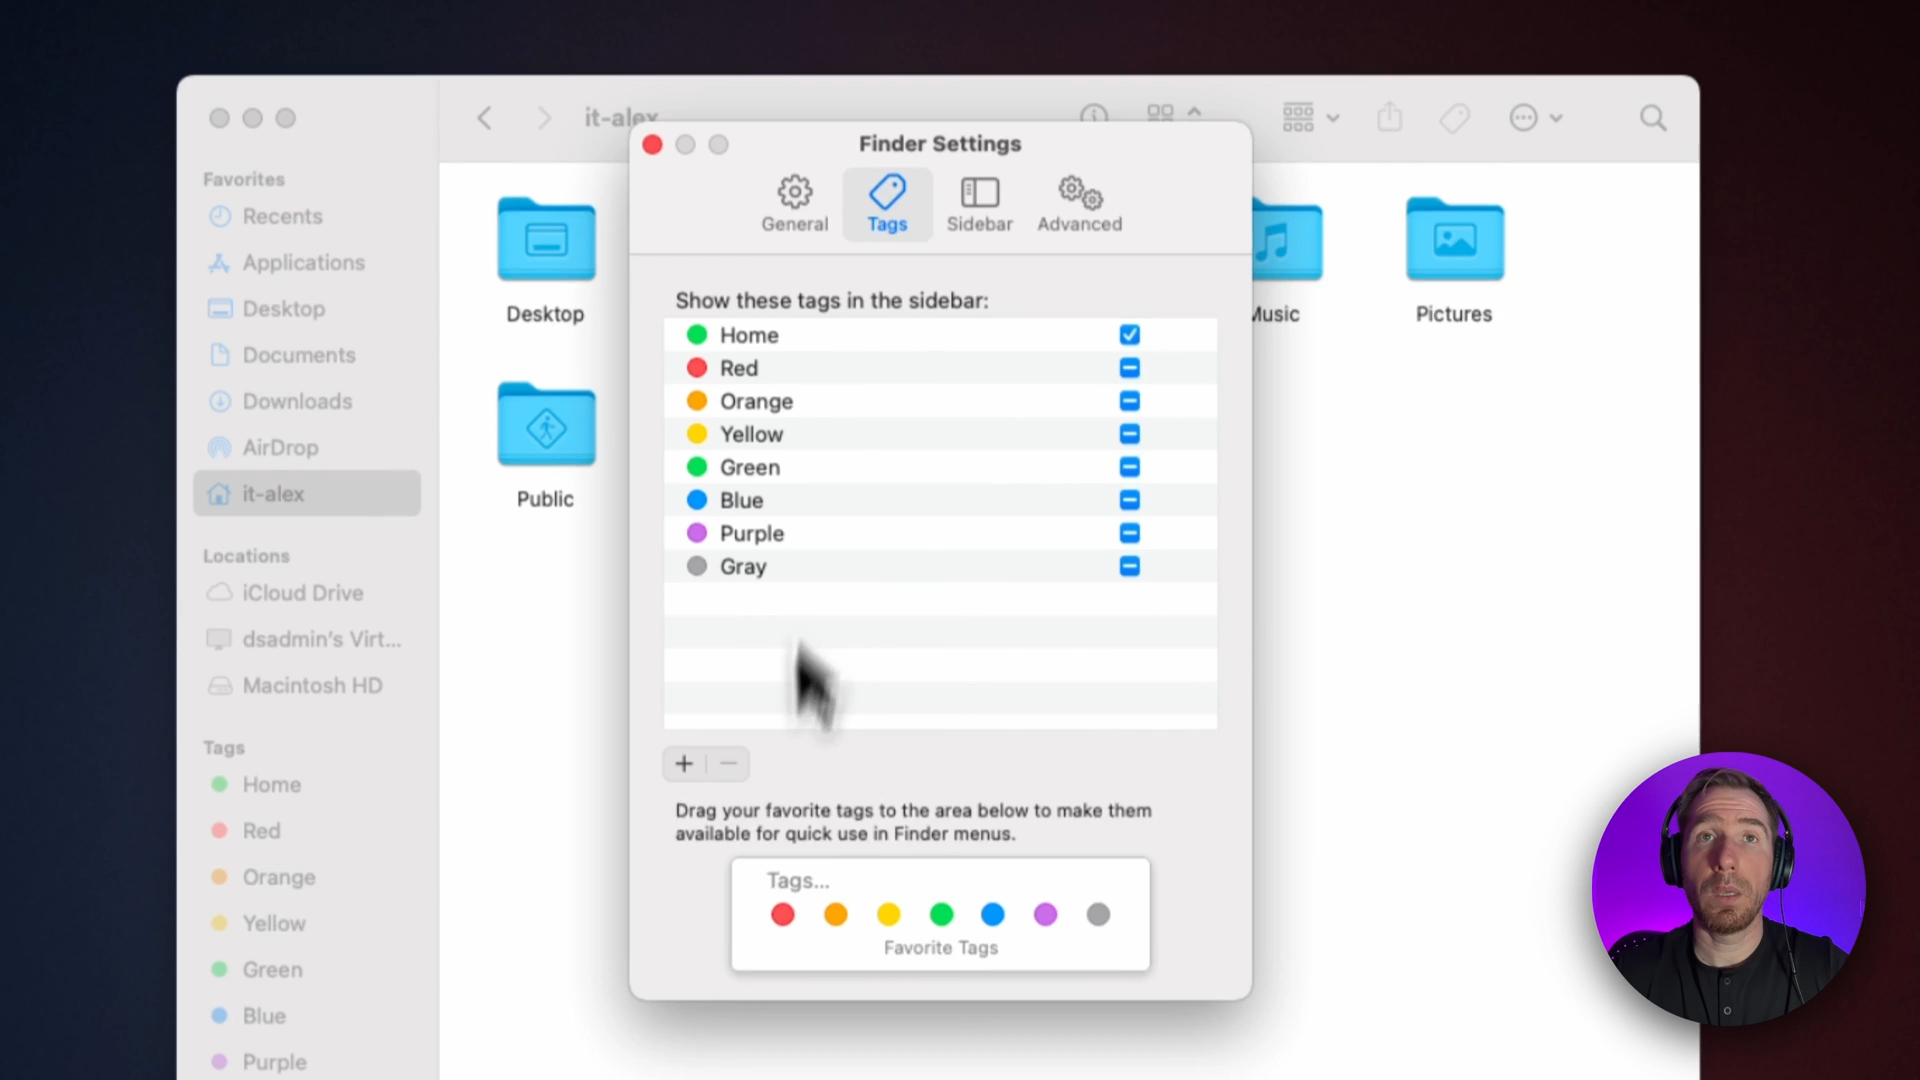 it-alex
Finder Settings
General
Tags
Sidebar
Advanced
Favorites
Recents
Applications
Desktop
Documents
Downloads
AirDrop
it-alex
Locations
iCloud Drive
dsadmin's Virt...
Macintosh HD
Tags
Home
Red
Orange
Yellow
Green
Blue
Purple
Desktop
Public
Music
Pictures
Show these tags in the sidebar:
Home
Red
Orange
Yellow
Green
Blue
Purple
Gray
Drag your favorite tags to the area below to make them
available for quick use in Finder menus.
Tags...
Favorite Tags